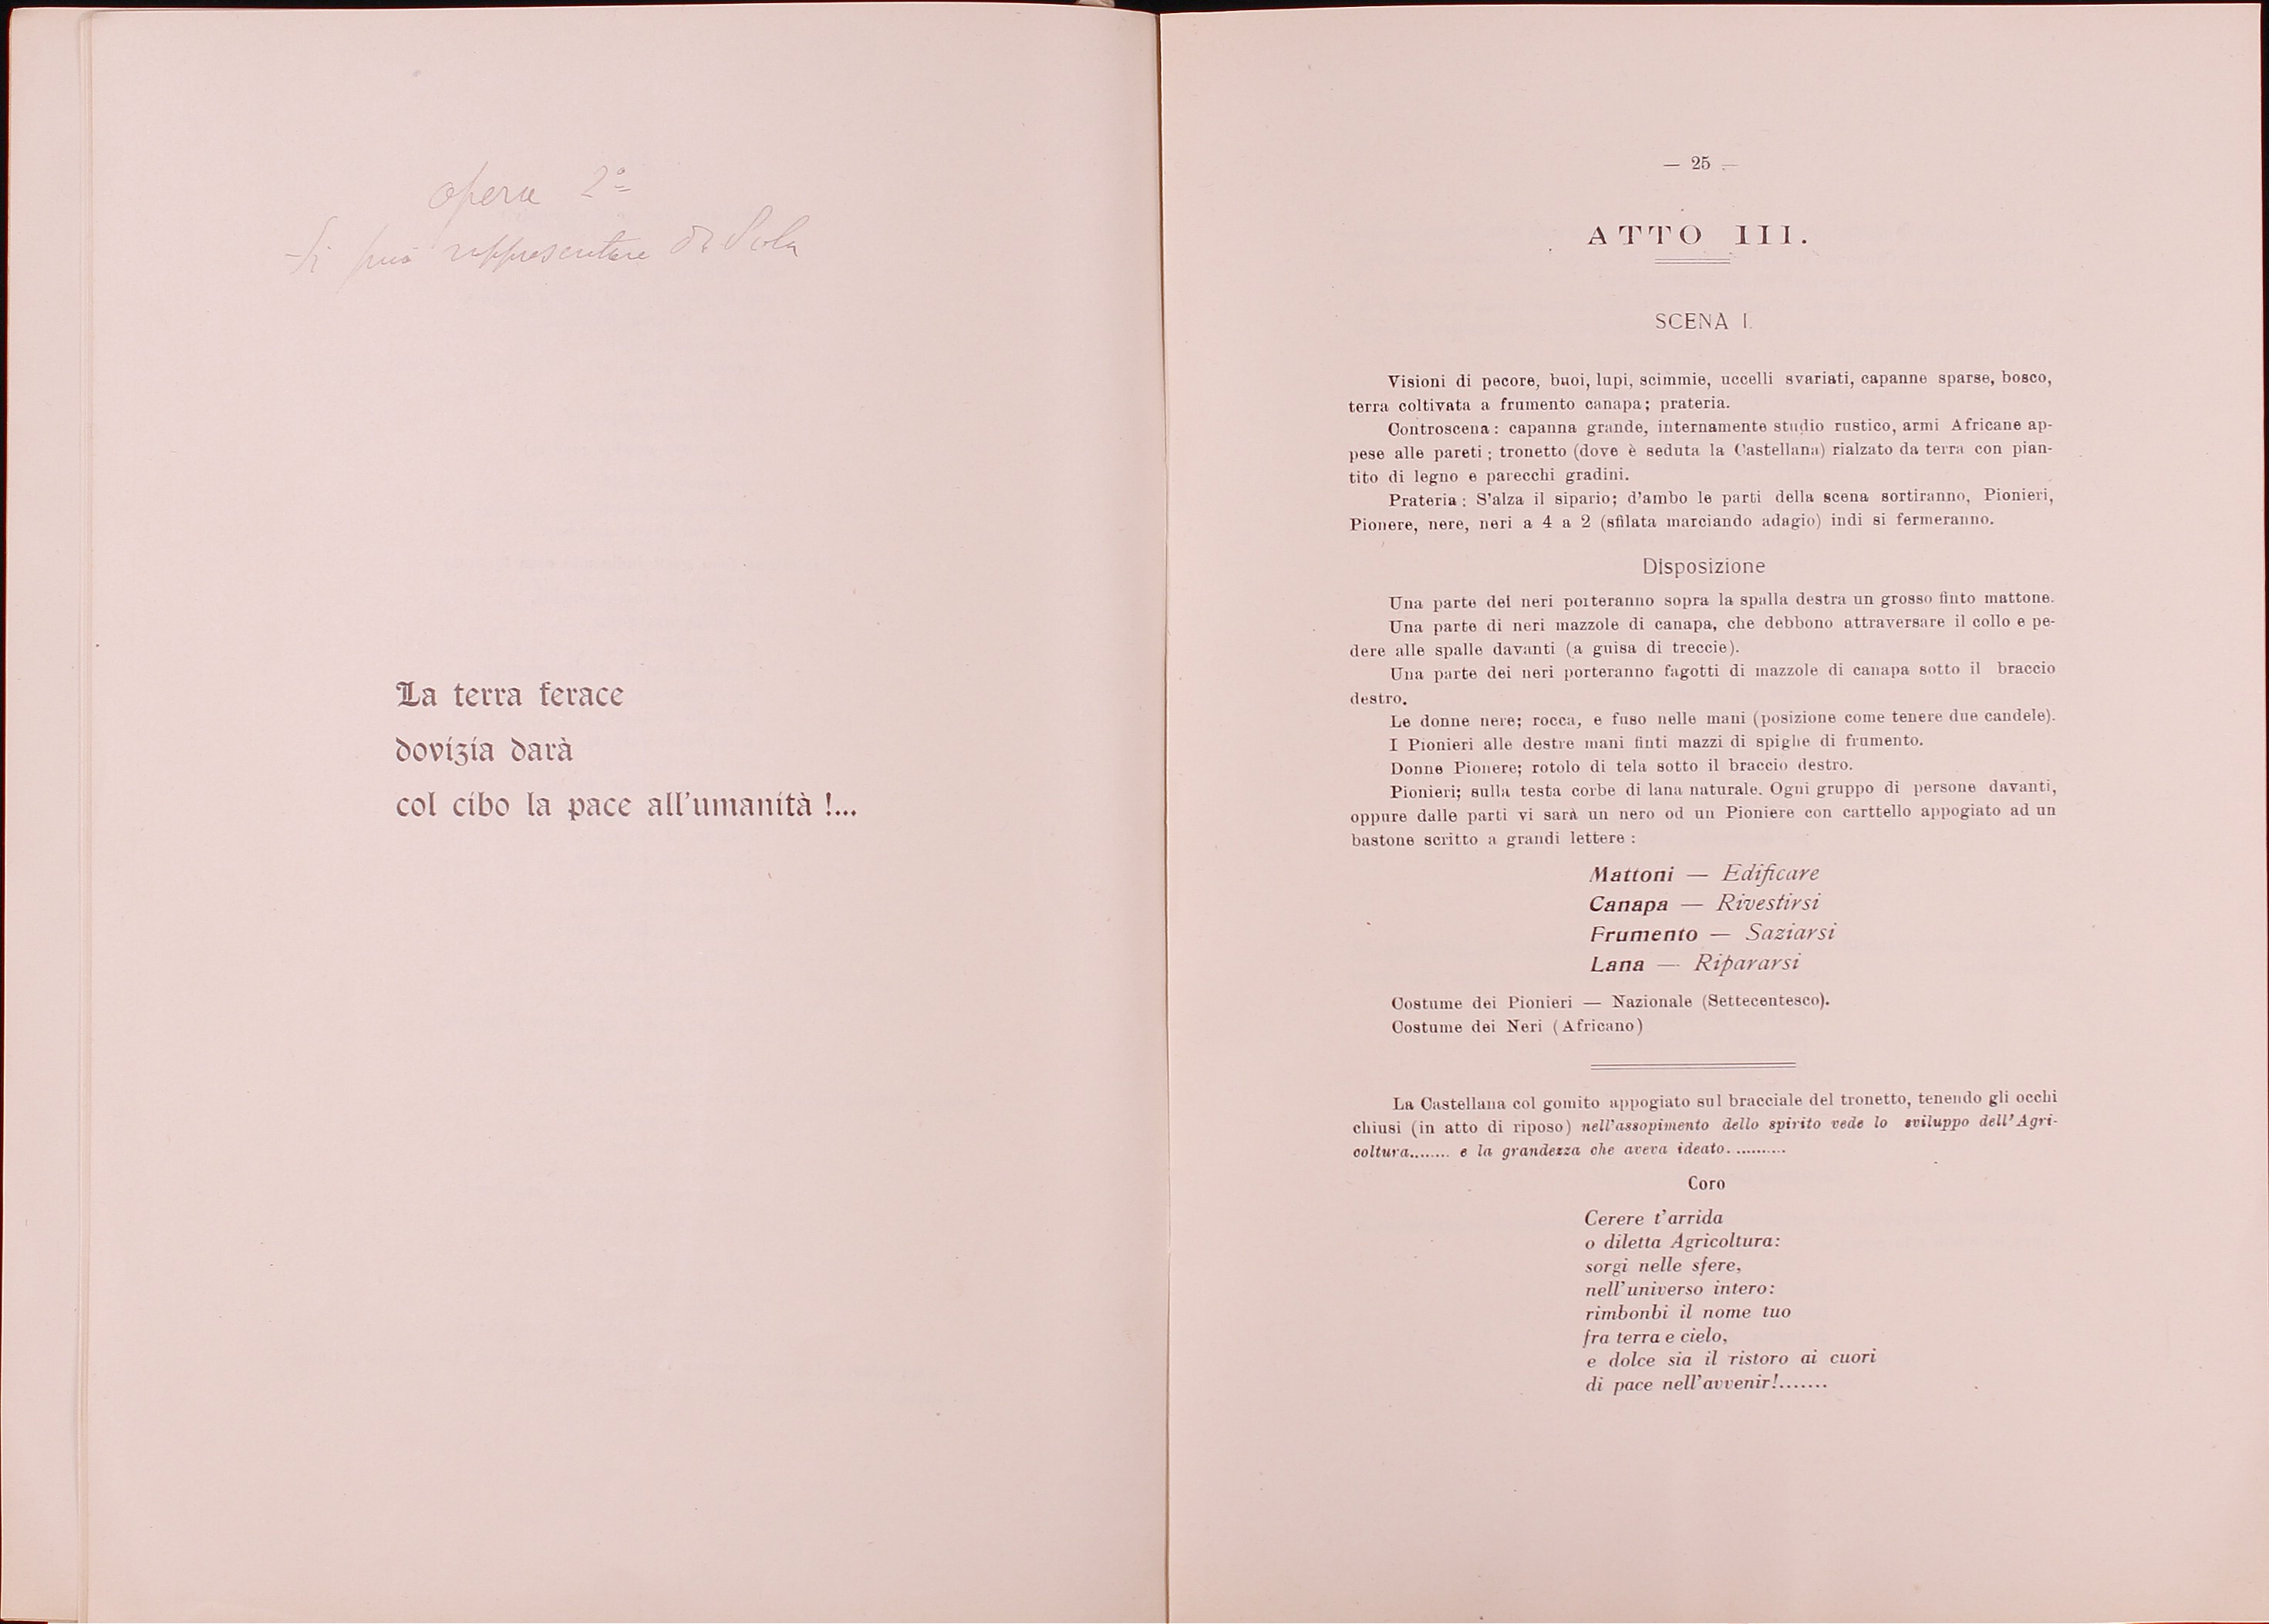 opera 2ª
Si può rappresentare da Sola
La terra ferace
dovizia darà
col cibo la pace all'umanità !...
— 25 —
ATTO III.
SCENA I.
Visioni di pecore, buoi, lupi, scimmie, uccelli svariati, capanne sparse, bosco,
terra coltivata a frumento canapa; prateria.
Controscena : capanna grande, internamente studio rustico, armi Africane ap-
pese alle pareti ; tronetto (dove è seduta la Castellana) rialzato da terra con pian-
tito di legno e parecchi gradini.
Prateria : S'alza il sipario; d'ambo le parti della scena sortiranno, Pionieri,
Pionere, nere, neri a 4 a 2 (sfilata marciando adagio) indi si fermeranno.
Disposizione
Una parte dei neri porteranno sopra la spalla destra un grosso finto mattone.
Una parte di neri mazzole di canapa, che debbono attraversare il collo e pe-
dere alle spalle davanti (a guisa di treccie).
Una parte dei neri porteranno fagotti di mazzole di canapa sotto il braccio
destro.
Le donne nere; rocca, e fuso nelle mani (posizione come tenere due candele).
I Pionieri alle destre mani finti mazzi di spighe di frumento.
Donne Pionere; rotolo di tela sotto il braccio destro.
Pionieri; sulla testa corbe di lana naturale. Ogni gruppo di persone davanti,
oppure dalle parti vi sarà un nero od un Pioniere con carttello appogiato ad un
bastone scritto a grandi lettere :
Mattoni — Edificare
Canapa — Rivestirsi
Frumento — Saziarsi
Lana — Ripararsi
Costume dei Pionieri — Nazionale (Settecentesco).
Costume dei Neri (Africano)
La Castellana col gomito appogiato sul bracciale del tronetto, tenendo gli occhi
chiusi (in atto di riposo) nell'assopimento dello spirito vede lo sviluppo dell'Agri-
coltura........ e la grandezza che aveva ideato. ..........
Coro
Cerere t'arrida
o diletta Agricoltura:
sorgi nelle sfere,
nell'universo intero:
rimbonbi il nome tuo
fra terra e cielo,
e dolce sia il ristoro ai cuori
di pace nell'avvenir!.......